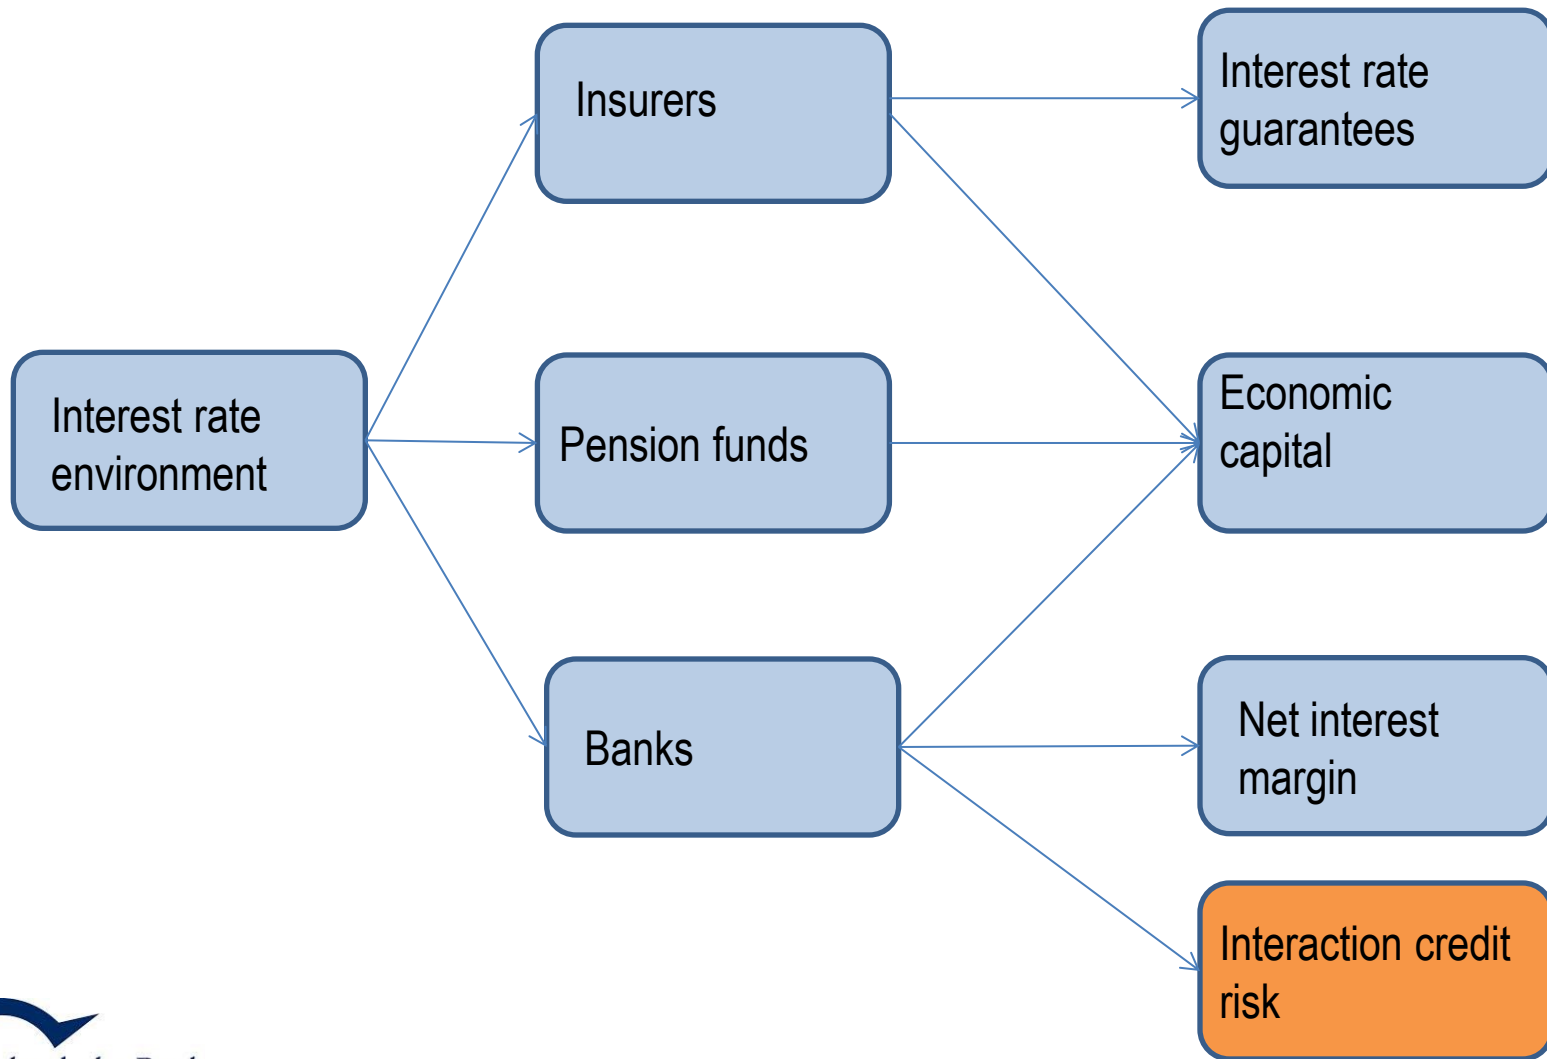 Insurers
Interest rate
guarantees
Interest rate
environment
Pension funds
Economic
capital
Banks
Net interest
margin
Interaction credit
risk